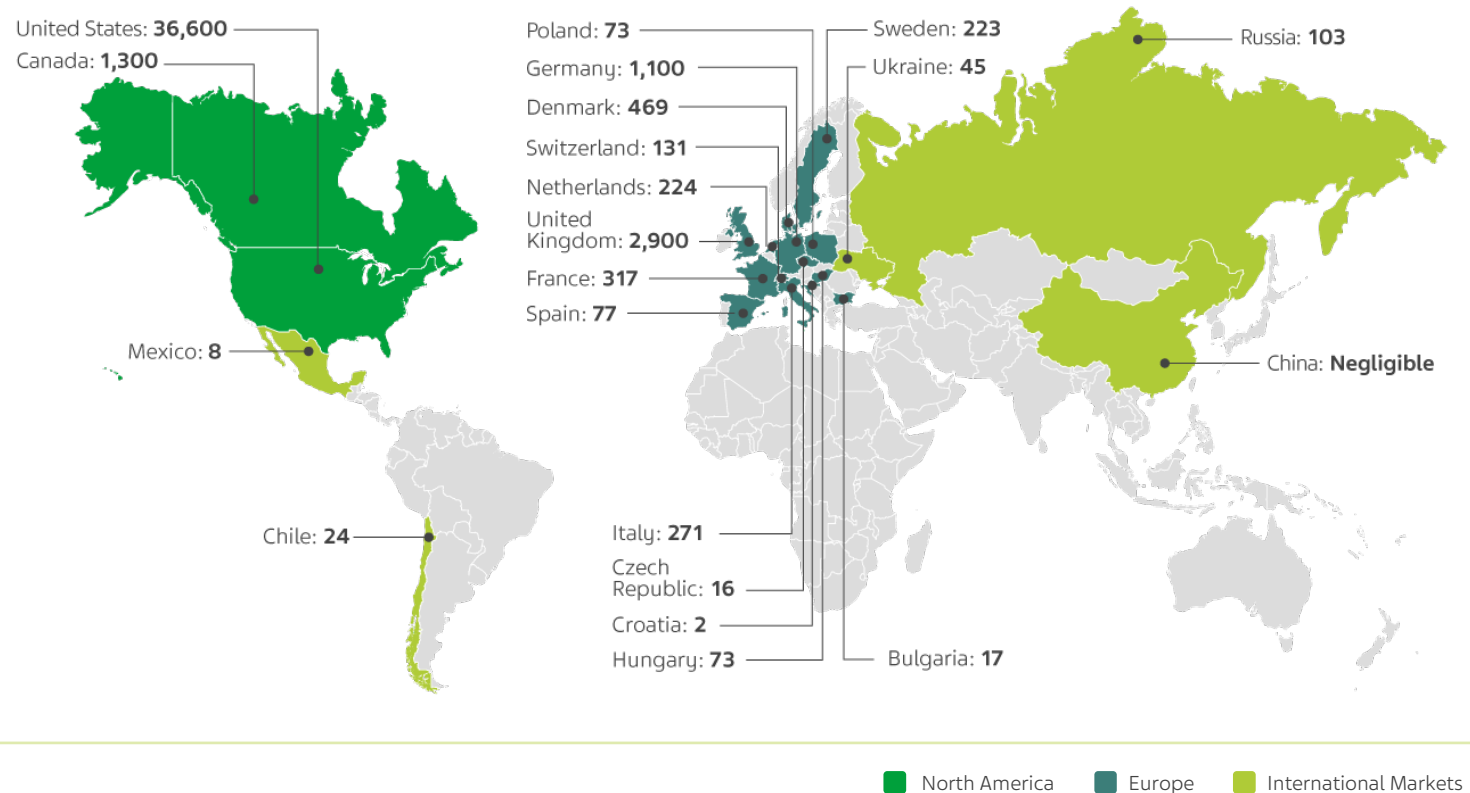 United States: 36,600
Canada: 1,300
Mexico: 8
Chile: 24
Poland: 73
Germany: 1,100
Denmark: 469
Switzerland: 131
Netherlands: 224
United
Kingdom: 2,900
France: 317
Spain: 77
Sweden: 223
Ukraine: 45
Russia: 103
China: Negligible
Italy: 271
Czech
Republic: 16
Croatia: 2
Hungary: 73
Bulgaria: 17
North America
Europe
International Markets